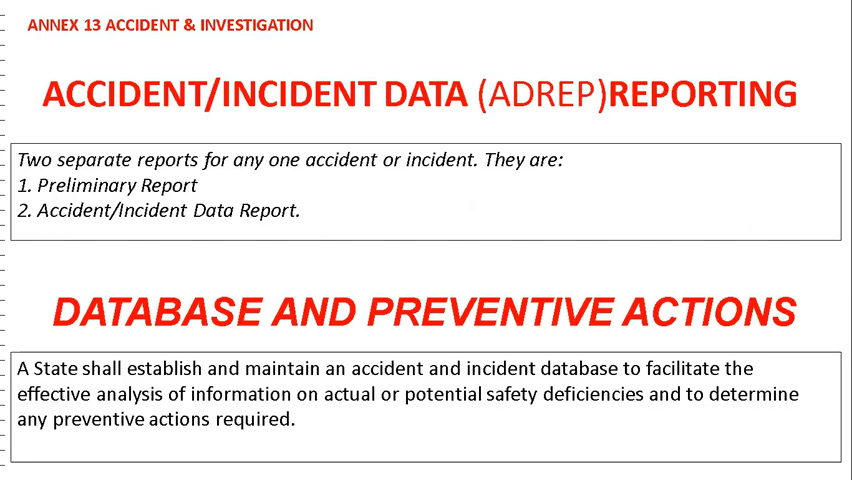 ANNEX 13 ACCIDENT & INVESTIGATION
ACCIDENT/INCIDENT DATA (ADREP)REPORTING
Two separate reports for any one accident or incident. They are:
1. Preliminary Report
2. Accident/Incident Data Report.
DATABASE AND PREVENTIVE ACTIONS
A State shall establish and maintain an accident and incident database to facilitate the
effective analysis of information on actual or potential safety deficiencies and to determine
any preventive actions required.